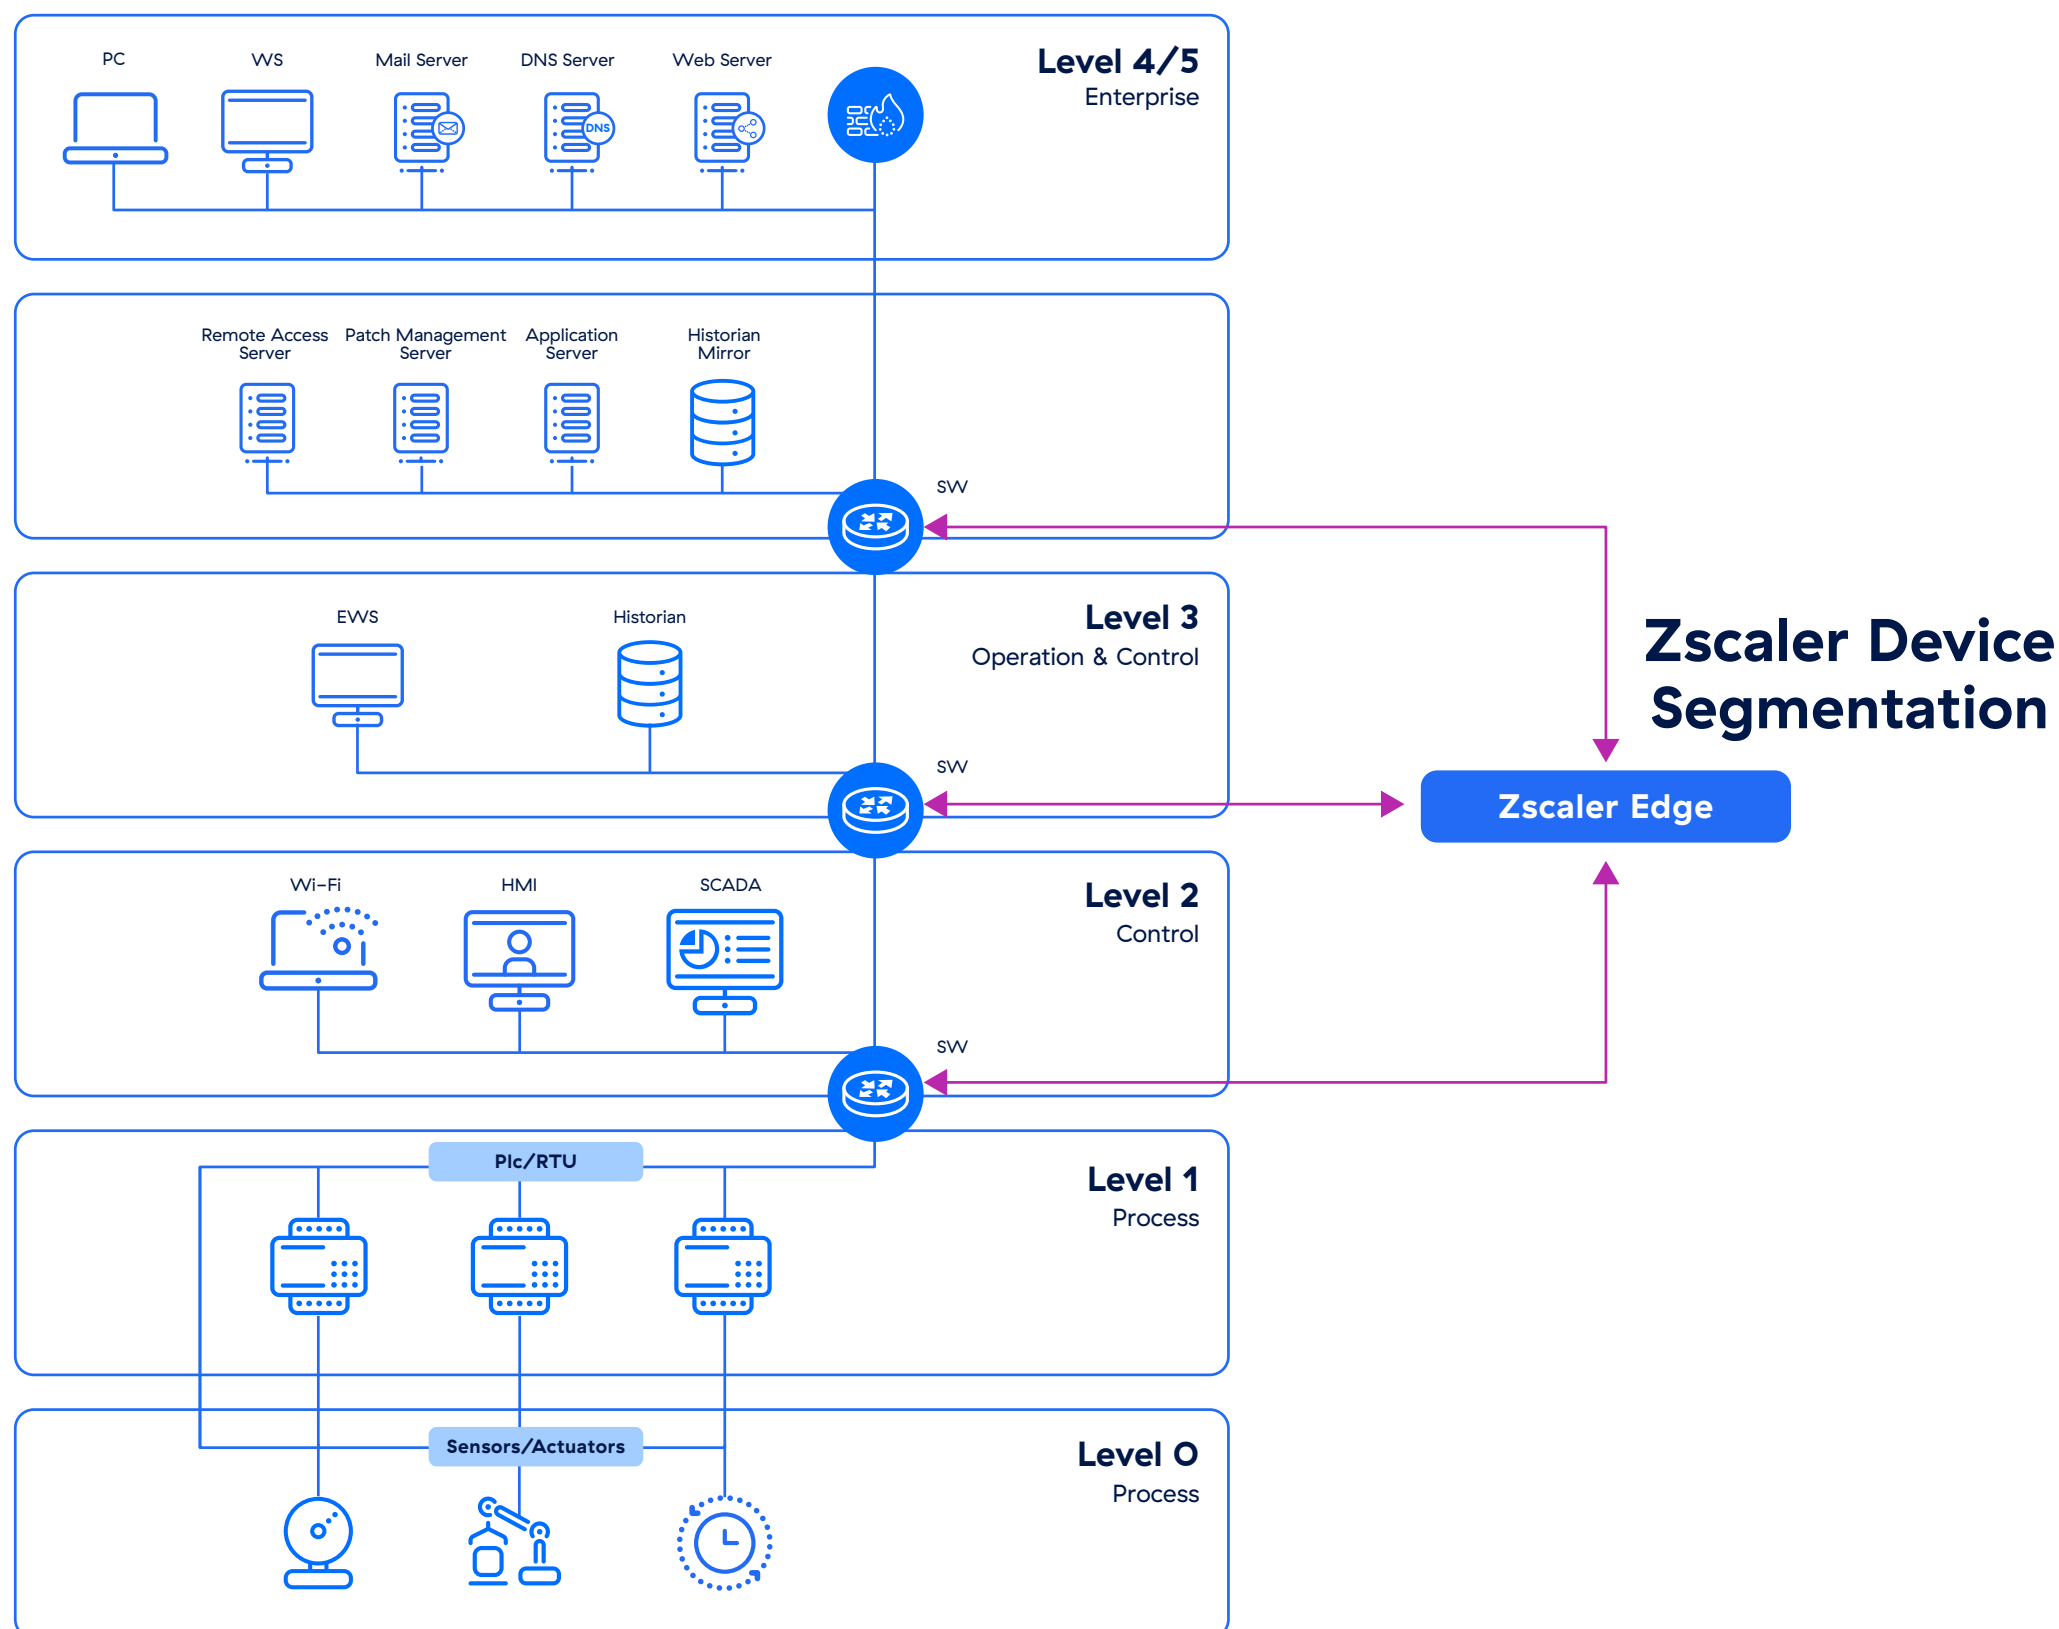 PC
WS
Mail Server
DNS Server
Web Server
Level 4/5
Enterprise
DNS
Remote Access
Server
Patch Management
Server
Application
Server
Historian
Mirror
SW
EWS
Historian
Level 3
Operation & Control
SW
Zscaler Device
Segmentation
Zscaler Edge
Wi-Fi
HMI
SCADA
Level 2
Control
SW
Plc/RTU
Level 1
Process
Sensors/Actuators
Level 0
Process